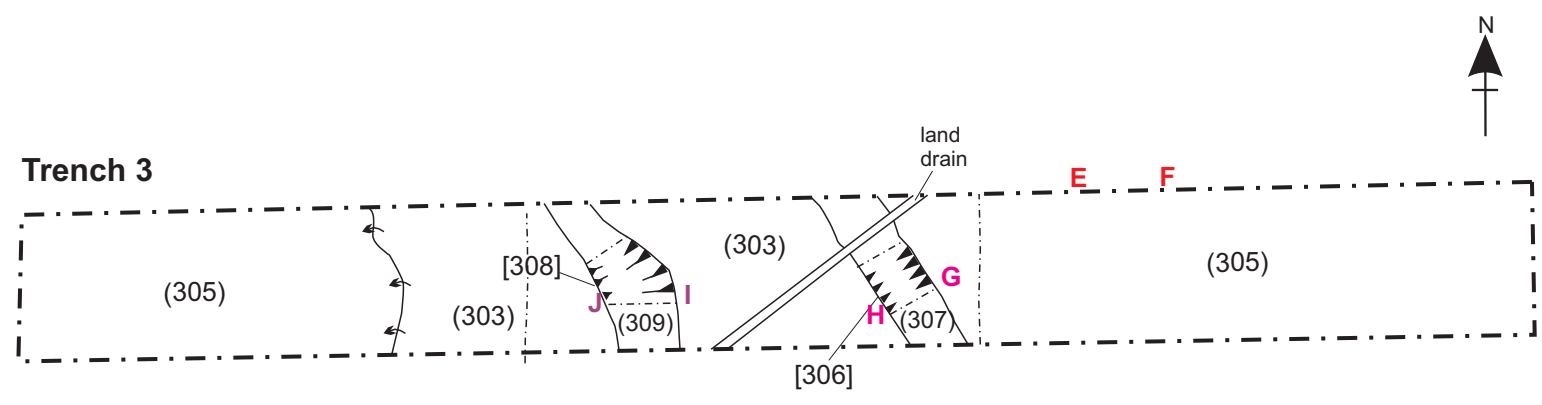 N
land
drain
Trench 3
E
F
(303)
[308]
(305)
G
(305)
J
I
(303)
(309)
H
(307)
[306]